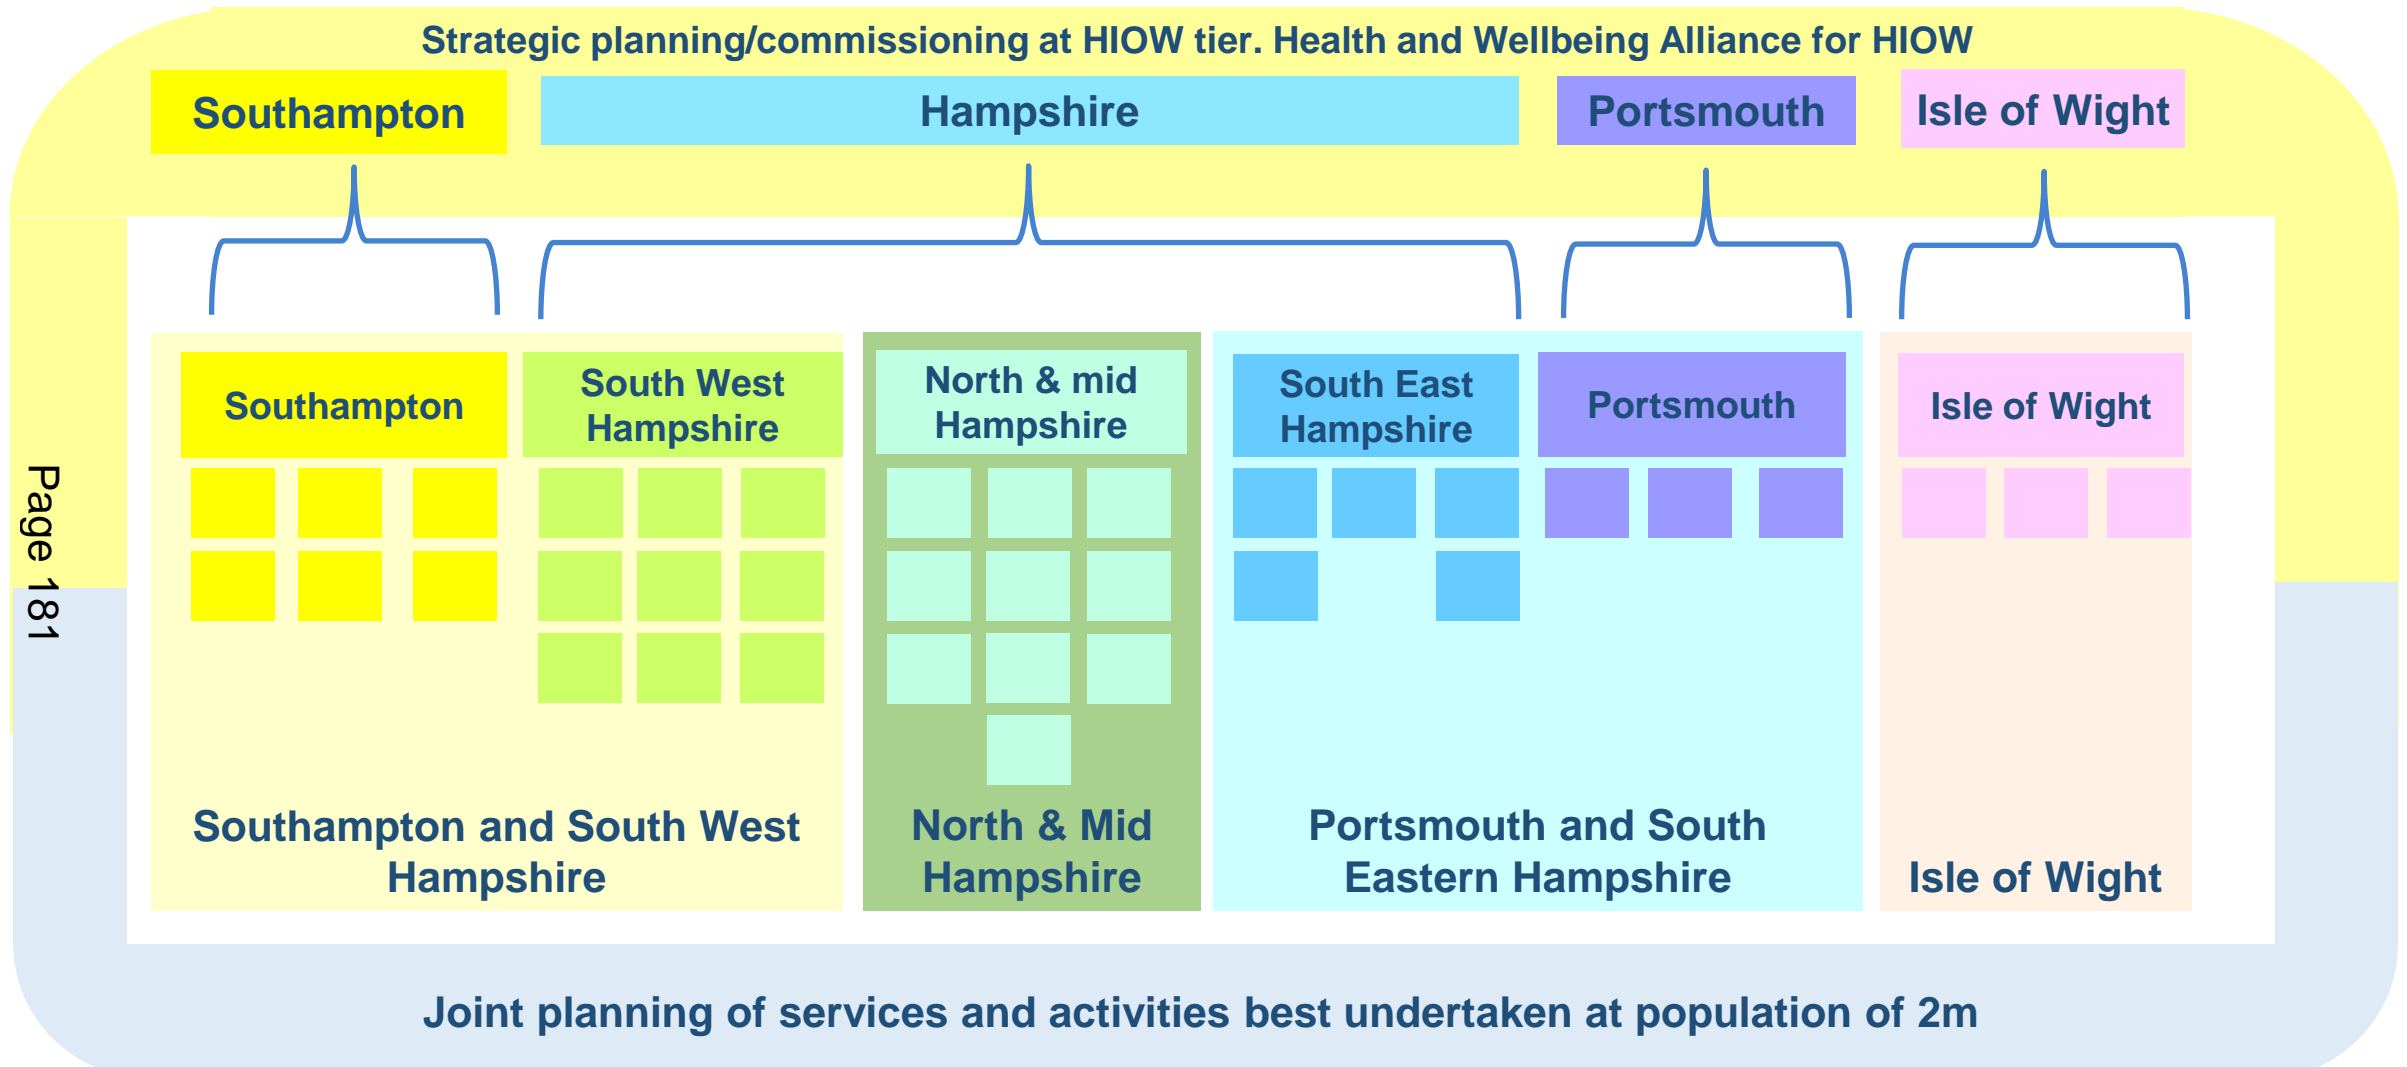 Strategic planning/commissioning at HIOW tier. Health and Wellbeing Alliance for HIOW
Southampton
Hampshire
Portsmouth
Isle of Wight
Southampton
South West
Hampshire
North & mid
Hampshire
South East
Hampshire
Portsmouth
Isle of Wight
Page 181
Southampton and South West
Hampshire
North & Mid
Hampshire
Portsmouth and South
Eastern Hampshire
Isle of Wight
Joint planning of services and activities best undertaken at population of 2m